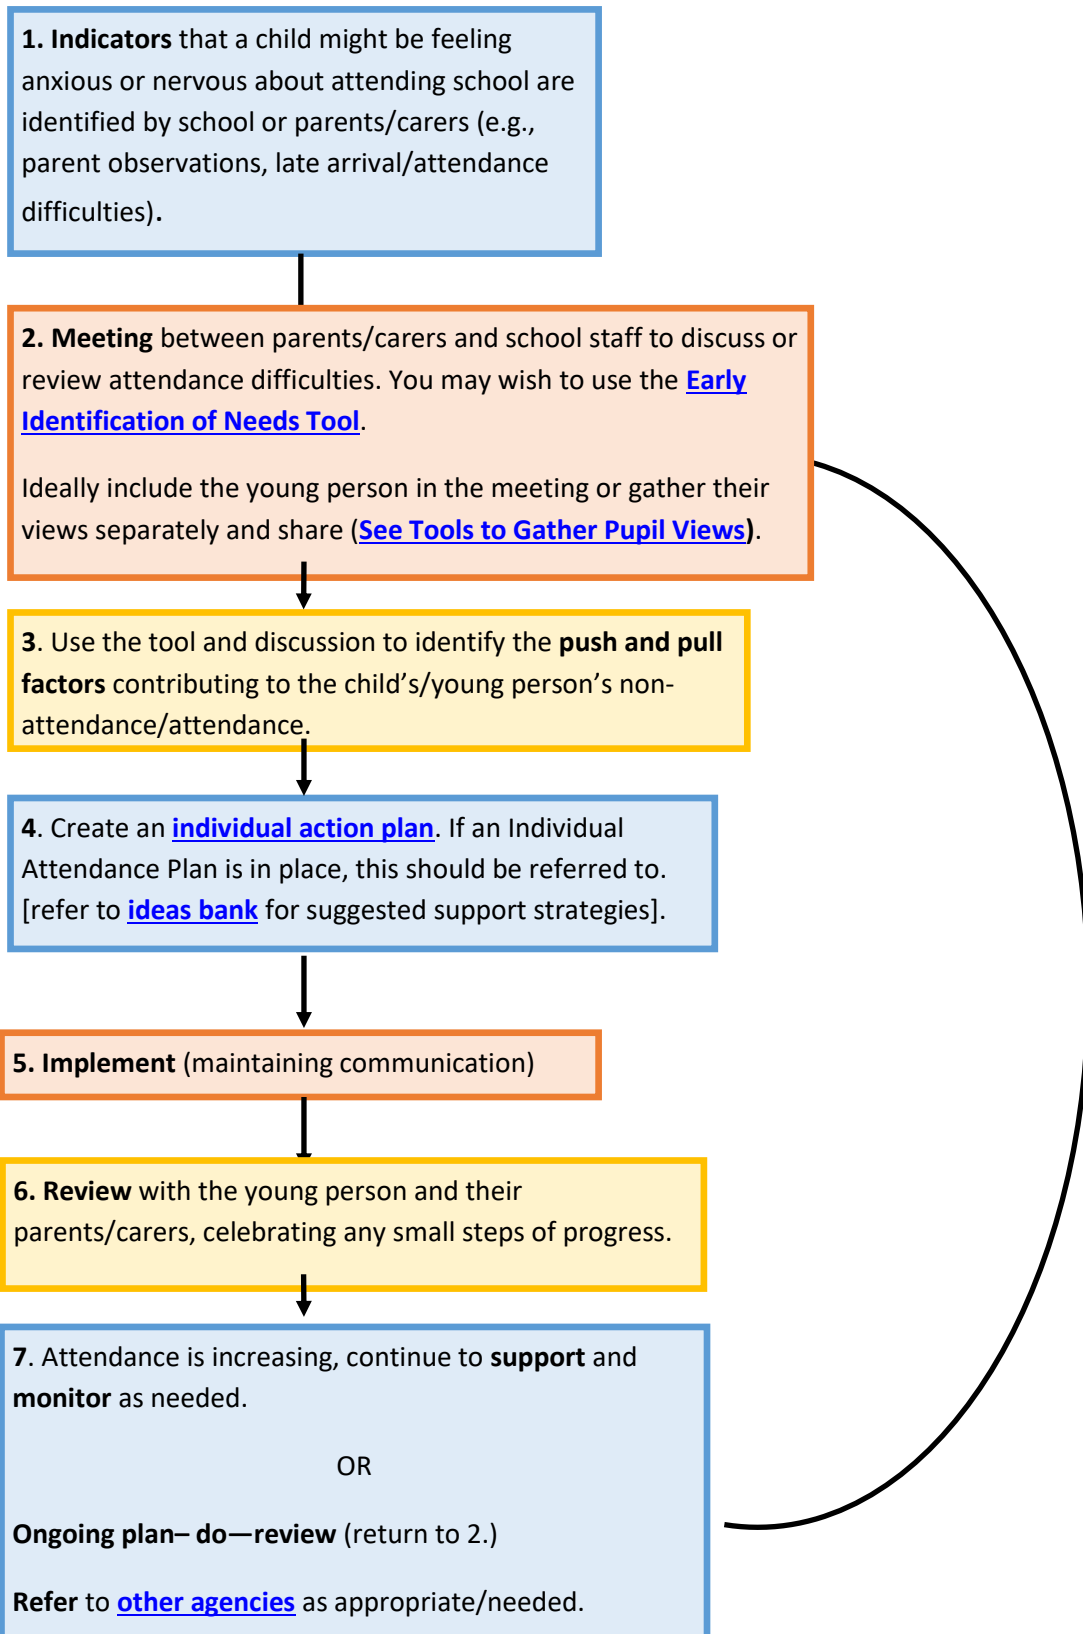 1. Indicators that a child might be feeling
anxious or nervous about attending school are
identified by school or parents/carers (e.g.,
parent observations, late arrival/attendance
difficulties).
2. Meeting between parents/carers and school staff to discuss or
review attendance difficulties. You may wish to use the Early
Identification of Needs Tool.
Ideally include the young person in the meeting or gather their
views separately and share (See Tools to Gather Pupil Views).
3. Use the tool and discussion to identify the push and pull
factors contributing to the child’s/young person’s non-
attendance/attendance.
4. Create an individual action plan. If an Individual
Attendance Plan is in place, this should be referred to.
[refer to ideas bank for suggested support strategies].
5. Implement (maintaining communication)
6. Review with the young person and their
parents/carers, celebrating any small steps of progress.
7. Attendance is increasing, continue to support and
monitor as needed.
OR
Ongoing plan– do—review (return to 2.)
Refer to other agencies as appropriate/needed.